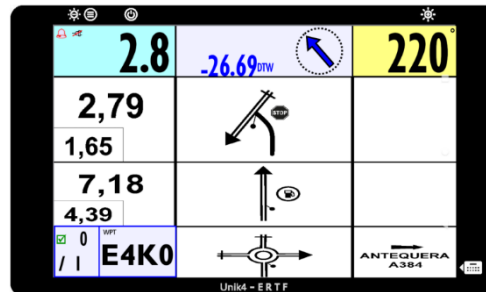 2.8
-26.69DTW
220°
2,79
STOP
1,65
7,18
4,39
0
/ I
WPT
E4K0
ANTEQUERA
A384
Unik4 - ERTF